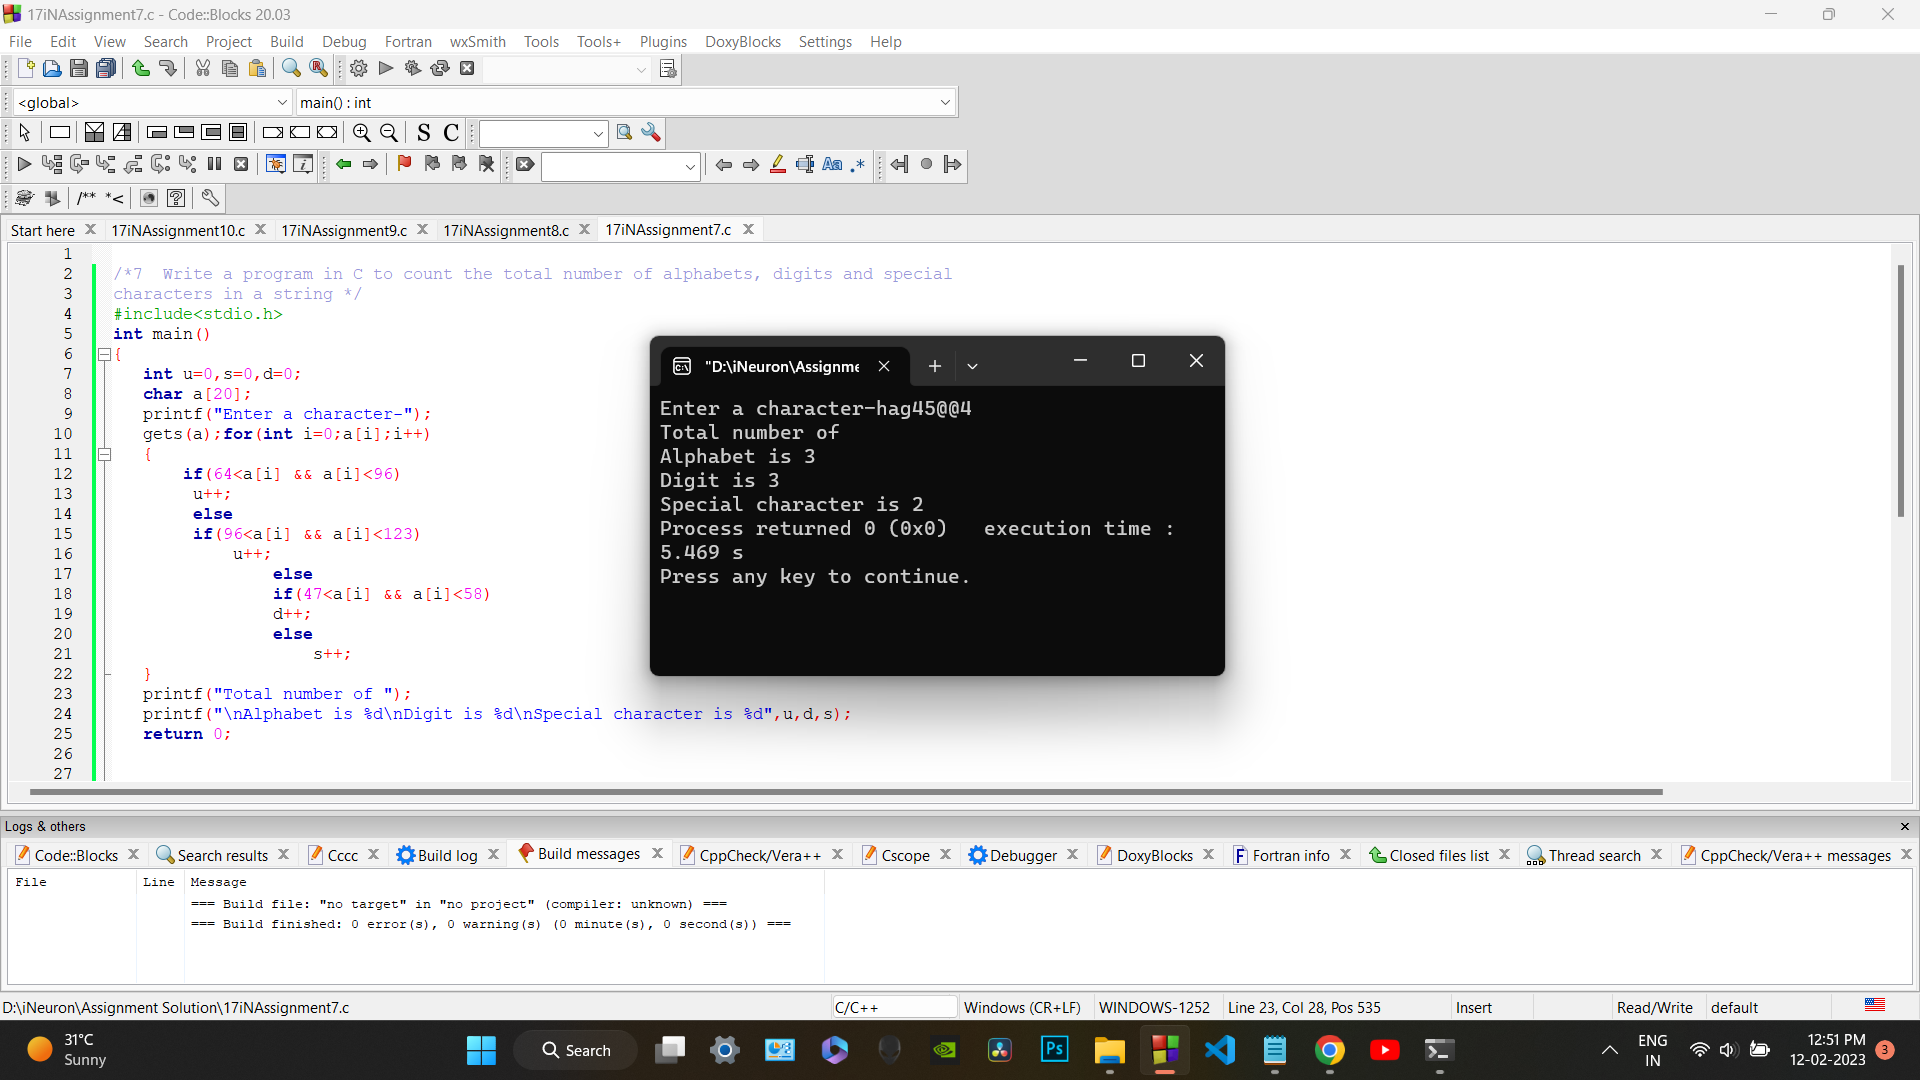 17iNAssignment7.c - Code::Blocks 20.03
File Edit View Search Project Build Debug Fortran wxSmith Tools Tools+ Plugins DoxyBlocks Settings Help
<global> main() : int
S C
Aa .*
/** *<
Start here 17iNAssignment10.c 17iNAssignment9.c 17iNAssignment8.c 17iNAssignment7.c
1
2 /*7 Write a program in C to count the total number of alphabets, digits and special
3 characters in a string */
4 #include<stdio.h>
5 int main()
6 {
7 int u=0,s=0,d=0;
8 char a[20];
9 printf("Enter a character-");
10 gets(a);for(int i=0;a[i];i++)
11 {
12 if(64<a[i] && a[i]<96)
13 u++;
14 else
15 if(96<a[i] && a[i]<123)
16 u++;
17 else
18 if(47<a[i] && a[i]<58)
19 d++;
20 else
21 s++;
22 }
23 printf("Total number of ");
24 printf("\nAlphabet is %d\nDigit is %d\nSpecial character is %d",u,d,s);
25 return 0;
26
27
"D:\iNeuron\Assignme
Enter a character-hag45@@4
Total number of
Alphabet is 3
Digit is 3
Special character is 2
Process returned 0 (0x0)   execution time :
5.469 s
Press any key to continue.
Logs & others
Code::Blocks Search results Cccc Build log Build messages CppCheck/Vera++ Cscope Debugger DoxyBlocks Fortran info Closed files list Thread search CppCheck/Vera++ messages
File Line Message
=== Build file: "no target" in "no project" (compiler: unknown) ===
=== Build finished: 0 error(s), 0 warning(s) (0 minute(s), 0 second(s)) ===
D:\iNeuron\Assignment Solution\17iNAssignment7.c C/C++ Windows (CR+LF) WINDOWS-1252 Line 23, Col 28, Pos 535 Insert Read/Write default
31°C
Sunny
Search
Ps
ENG
IN
12:51 PM
12-02-2023
3